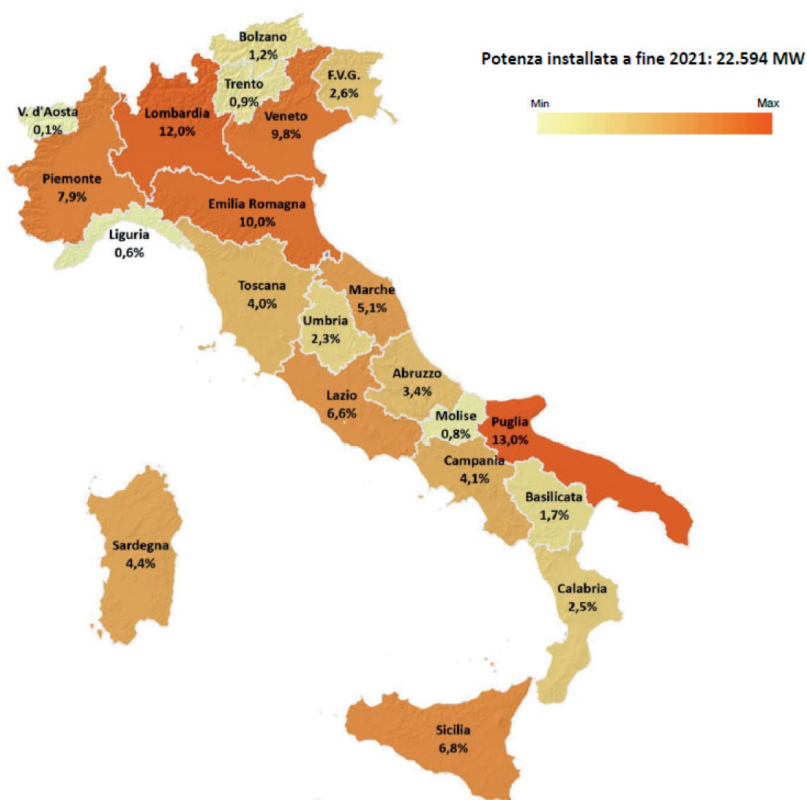 Potenza installata a fine 2021: 22.594 MW
Min
Max
Bolzano
1,2%
F.V.G.
2,6%
Trento
0,9%
V. d'Aosta
0,1%
Lombardia
12,0%
Veneto
9,8%
Piemonte
7,9%
Emilia Romagna
10,0%
Liguria
0,6%
Toscana
4,0%
Marche
5,1%
Umbria
2,3%
Abruzzo
3,4%
Lazio
6,6%
Molise
0,8%
Puglia
13,0%
Campania
4,1%
Basilicata
1,7%
Sardegna
4,4%
Calabria
2,5%
Sicilia
6,8%